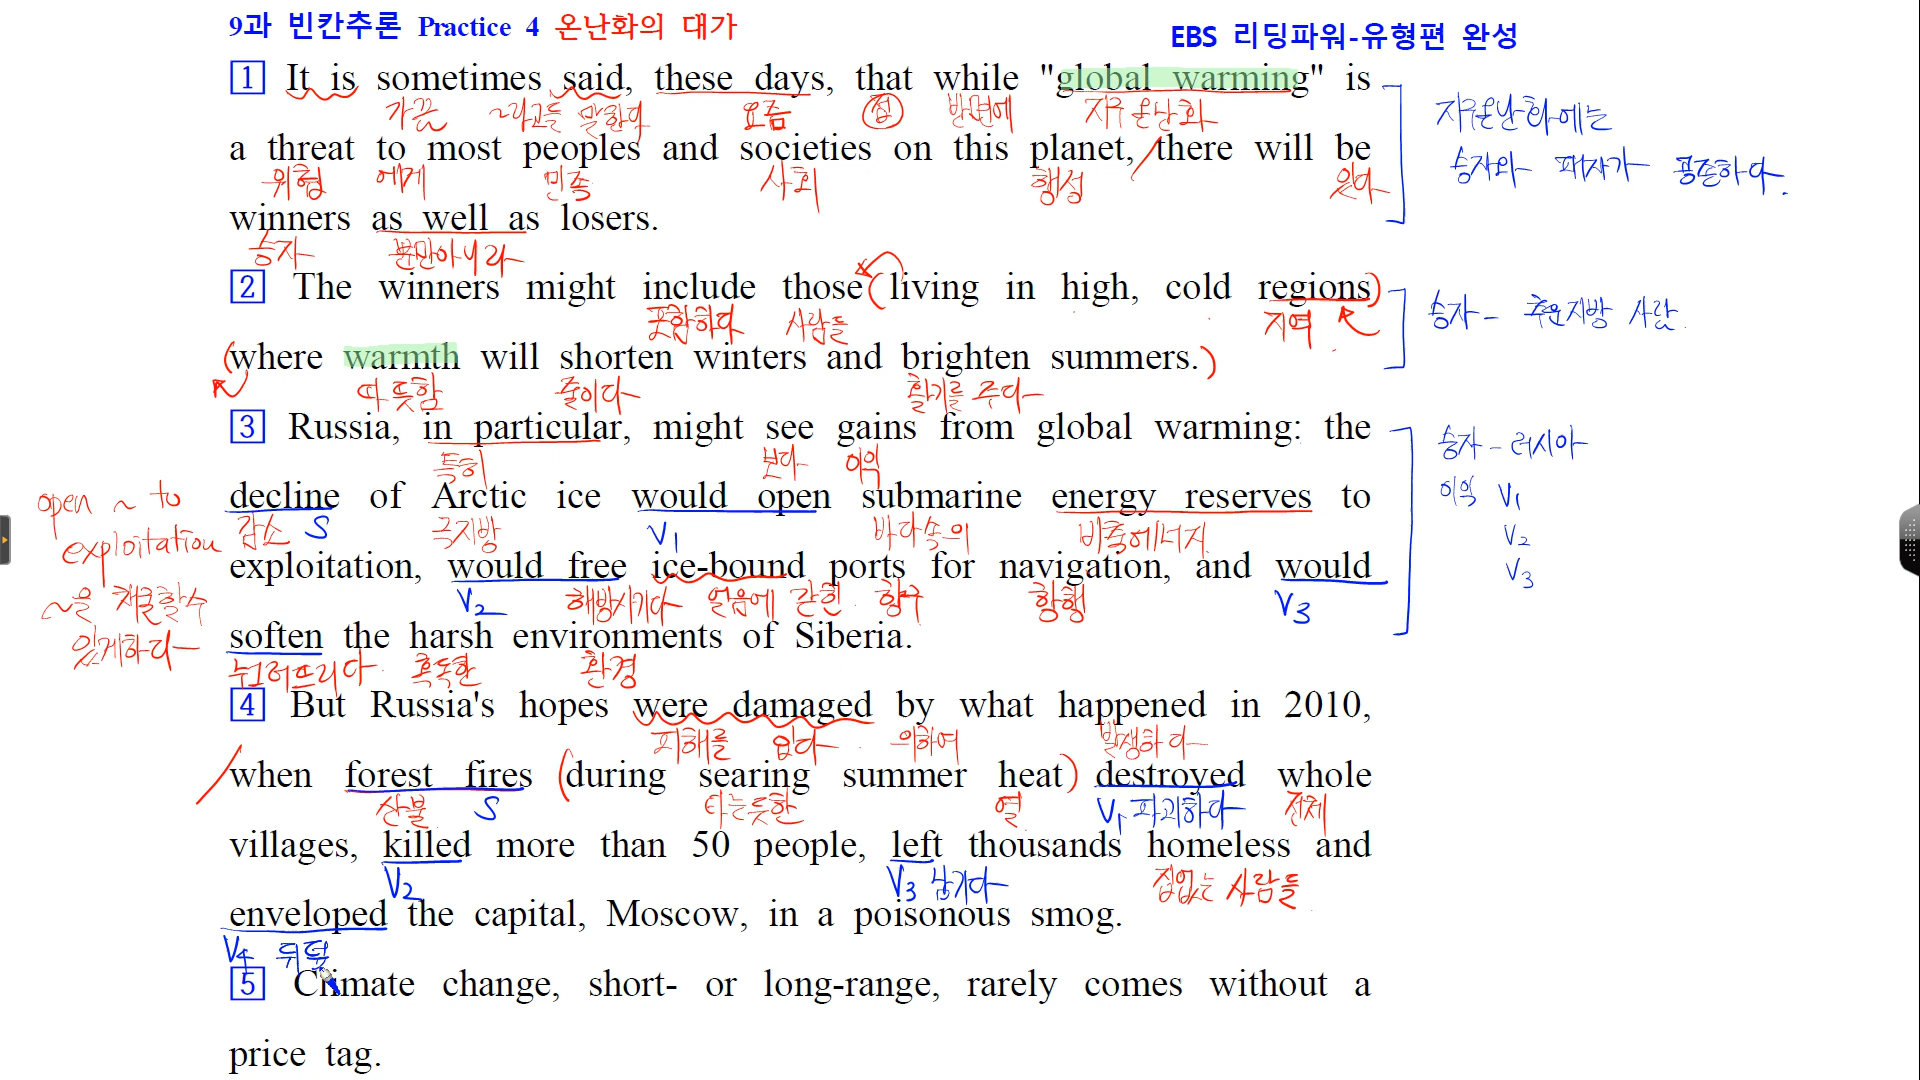 9과 빈칸추론 Practice 4 온난화의 대가
EBS 리딩파워-유형편 완성
1 It is sometimes said, these days, that while "global warming" is
가끔 ~라고들 말한다 요즘 접 반면에 지구온난화
지구온난화에는
a threat to most peoples and societies on this planet, there will be
위협 에게 민족 사회 행성 있다
승자와 패자가 공존하다.
winners as well as losers.
승자 뿐만아니라
2 The winners might include those (living in high, cold regions)
포함하다 사람들 지역
승자 - 추운지방 사람
(where warmth will shorten winters and brighten summers.)
따뜻함 줄이다 활기를 주다
3 Russia, in particular, might see gains from global warming: the
특히 보다 이익
승자 - 러시아
decline of Arctic ice would open submarine energy reserves to
감소 S 극지방 V1 바다속의 비축에너지
이익 V1
V2
V3
open ~ to
exploitation
~을 채굴할수
있게하다
exploitation, would free ice-bound ports for navigation, and would
V2 해방시키다 얼음에 갇힌 항구 항행 V3
soften the harsh environments of Siberia.
누그러뜨리다 혹독한 환경
4 But Russia's hopes were damaged by what happened in 2010,
피해를 입다 의하여 발생하다
when forest fires (during searing summer heat) destroyed whole
산불 S 타는듯한 열 V1 파괴하다 전체
villages, killed more than 50 people, left thousands homeless and
V2 V3 남기다 집없는 사람들
enveloped the capital, Moscow, in a poisonous smog.
V4 뒤덮
5 Climate change, short- or long-range, rarely comes without a
price tag.